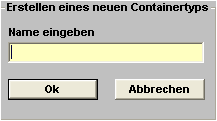 Erstellen eines neuen Containertyps
Name eingeben
Ok
Abbrechen